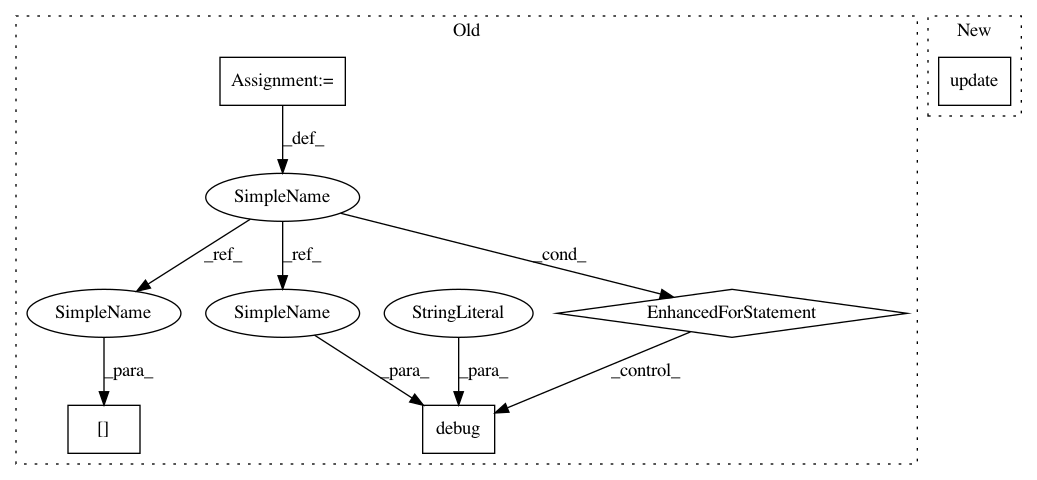 Old
New
Assignment:=
update
_def_
SimpleName
_ref_
_ref_
_cond_
SimpleName
SimpleName
StringLiteral
EnhancedForStatement
_para_
_para_
_para_
_control_
[]
debug